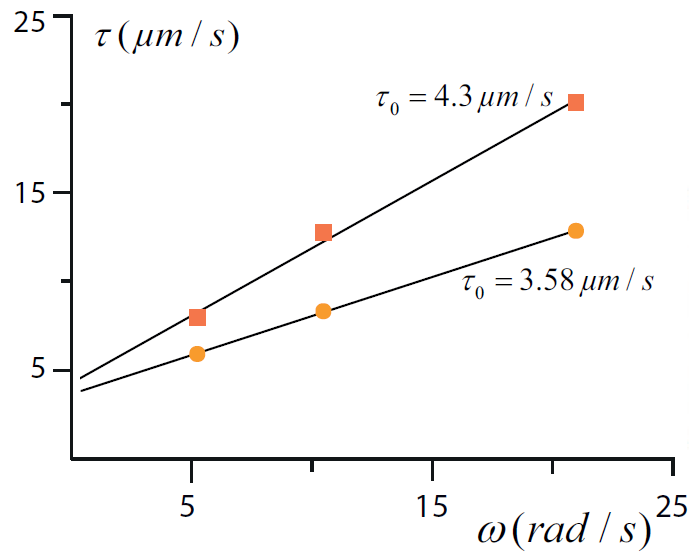 25
τ (μm / s)
τ₀ = 4.3 μm / s
15
τ₀ = 3.58 μm / s
5
5 15 25
ω (rad / s)